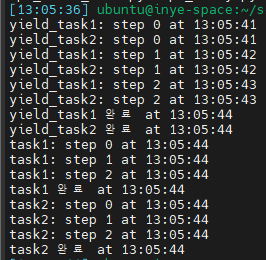 [13:05:36] ubuntu@inye-space:~/s
yield_task1: step 0 at 13:05:41
yield_task2: step 0 at 13:05:41
yield_task1: step 1 at 13:05:42
yield_task2: step 1 at 13:05:42
yield_task1: step 2 at 13:05:43
yield_task2: step 2 at 13:05:43
yield_task1 완료 at 13:05:44
yield_task2 완료 at 13:05:44
task1: step 0 at 13:05:44
task1: step 1 at 13:05:44
task1: step 2 at 13:05:44
task1 완료 at 13:05:44
task2: step 0 at 13:05:44
task2: step 1 at 13:05:44
task2: step 2 at 13:05:44
task2 완료 at 13:05:44